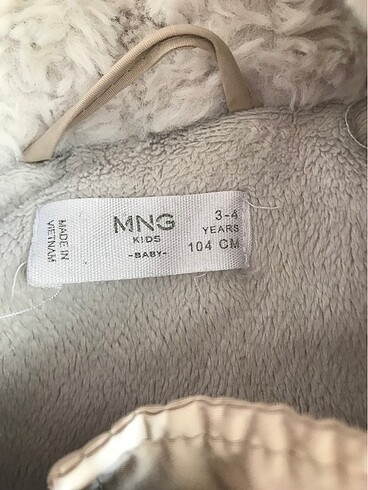 MNG
KIDS
-BABY-
3-4
YEARS
104 CM
MADE IN
VIETNAM